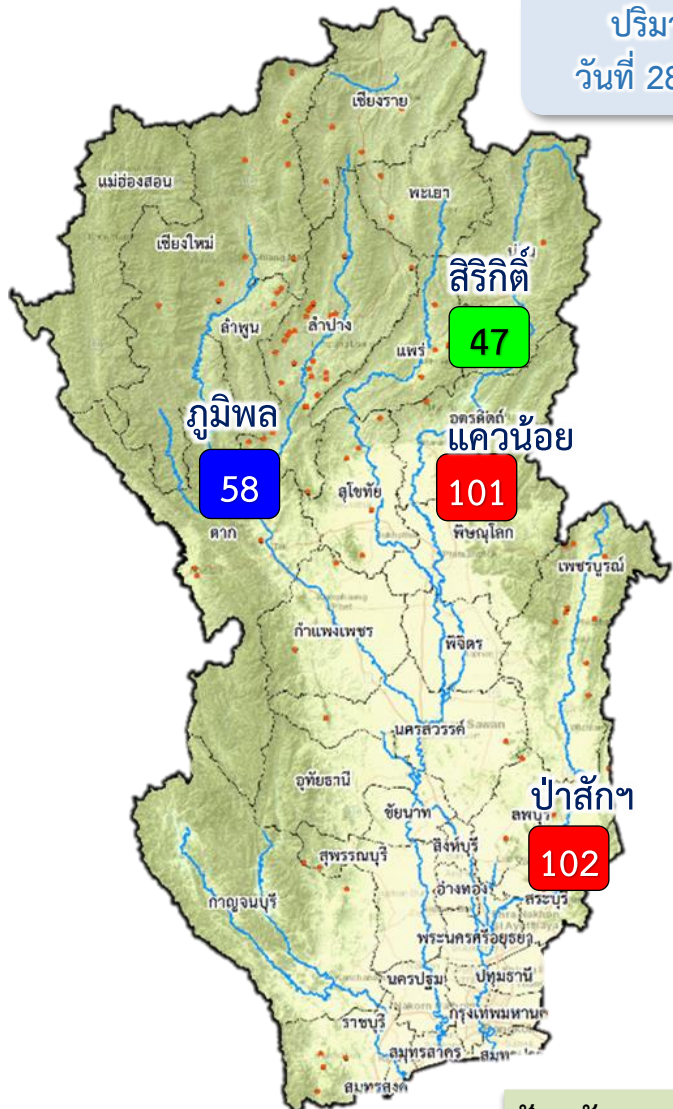 ปริมา
วันที่ 28
เชียงราย
แม่ฮ่องสอน
พะเยา
เชียงใหม่
น่าน
สิริกิติ์
47
ลำพูน
ลำปาง
แพร่
ภูมิพล
58
อุตรดิตถ์
แควน้อย
101
สุโขทัย
ตาก
พิษณุโลก
เพชรบูรณ์
กำแพงเพชร
พิจิตร
นครสวรรค์
Sawan
อุทัยธานี
ป่าสักฯ
102
ชัยนาท
ลพบุรี
สิงห์บุรี
สุพรรณบุรี
อ่างทอง
สระบุรี
กาญจนบุรี
พระนครศรีอยุธยา
นครปฐม
ปทุมธานี
กรุงเทพมหานค
ราชบุรี
สมุทรสาคร
สมุทรสงค